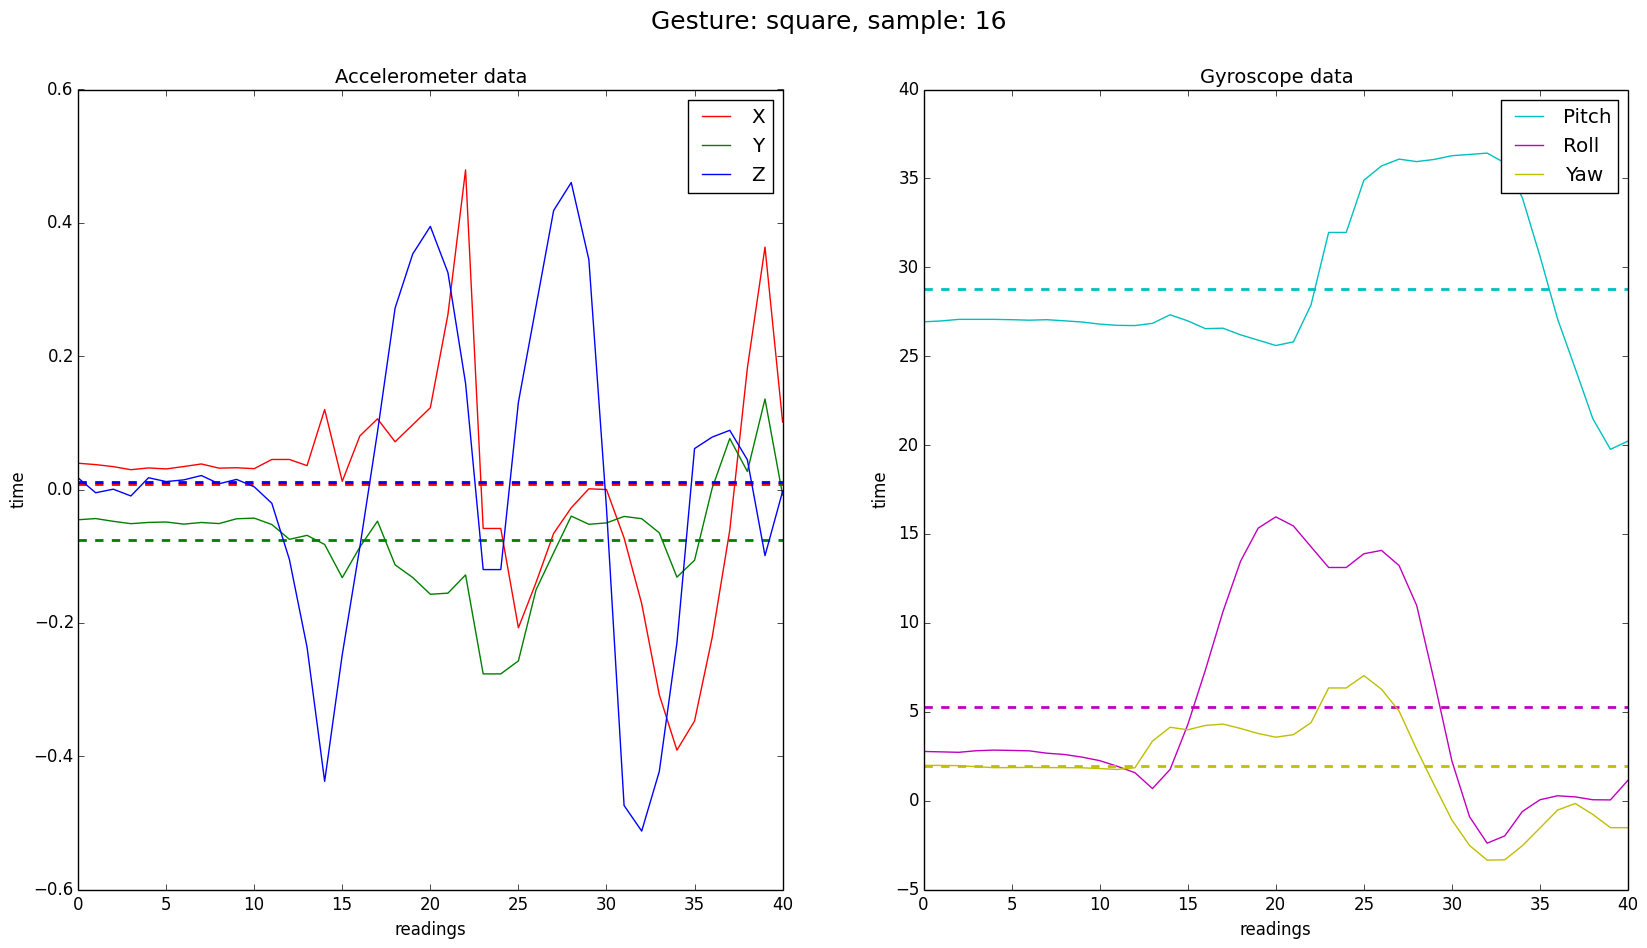 Gesture: square, sample: 16
Accelerometer data
0.6
0.4
0.2
0.0
−0.2
−0.4
−0.6
time
X
Y
Z
0 5 10 15 20 25 30 35 40
readings
Gyroscope data
40
35
30
25
20
15
10
5
0
−5
time
Pitch
Roll
Yaw
0 5 10 15 20 25 30 35 40
readings